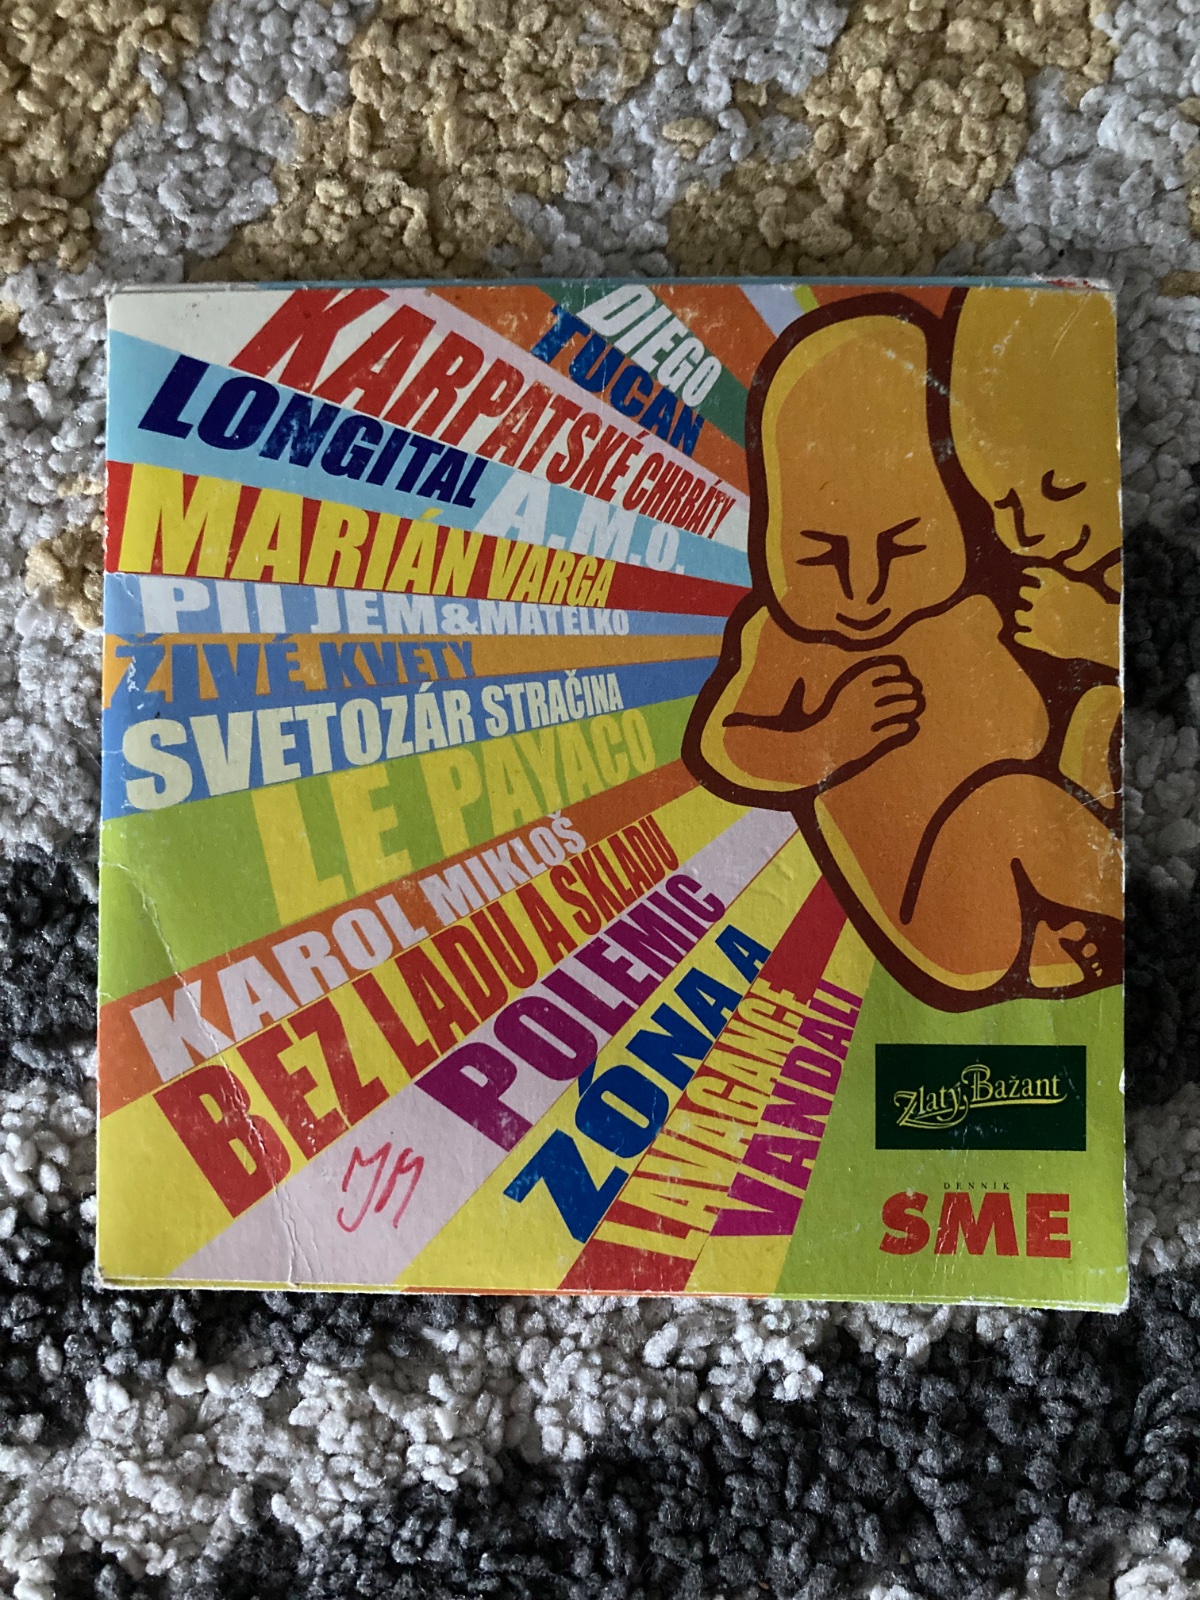 DIEGO
TUCAN
KARPATSKÉ CHRBÁTY
LONGITAL
A.M.O.
MARIÁN VARGA
PII JEM&MATELKO
ŽIVÉ KVETY
SVETOZÁR STRAČINA
LE PAYACO
KAROL MIKLOŠ
BEZ LADU A SKLADU
POLEMIC
ZÓNA A
LAVAGANCE
VANDALI
Zlatý Bažant
DENNÍK
SME